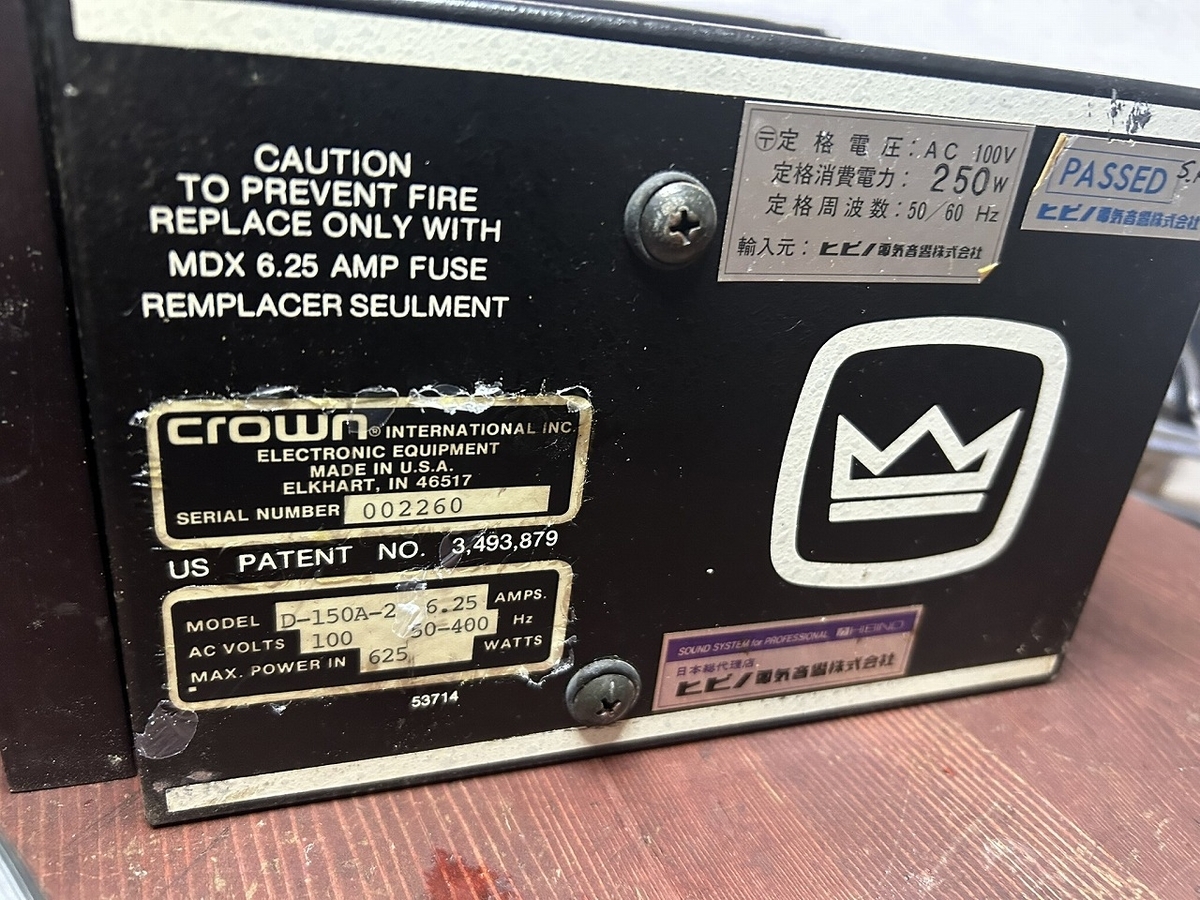 CAUTION
TO PREVENT FIRE
REPLACE ONLY WITH
MDX 6.25 AMP FUSE
REMPLACER SEULMENT
crown® INTERNATIONAL INC.
ELECTRONIC EQUIPMENT
MADE IN U.S.A.
ELKHART, IN 46517
SERIAL NUMBER 002260
US PATENT NO. 3,493,879
MODEL D-150A-2 6.25 AMPS.
AC VOLTS 100 50-400 Hz
MAX. POWER IN 625 WATTS
53714
〶定格電圧:AC 100V
定格消費電力:250W
定格周波数:50/60 Hz
輸入元:ヒビノ電気音響株式会社
PASSED
ヒビノ電気音響株式会社
SOUND SYSTEM for PROFESSIONAL HIBINO
日本総代理店
ヒビノ電気音響株式会社